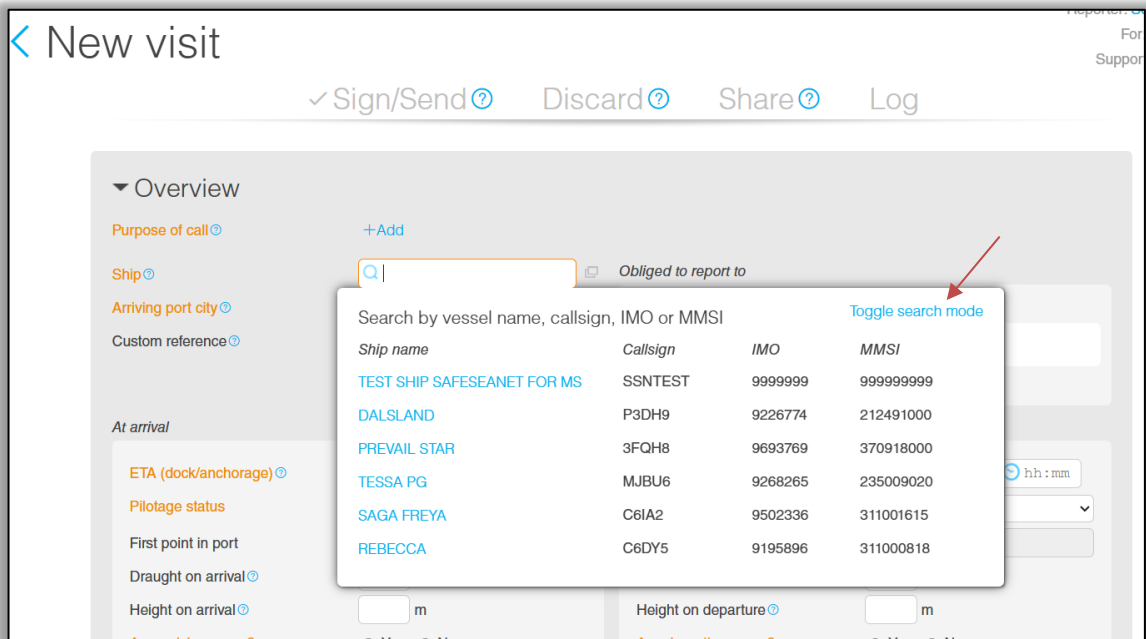 New visit
For
Suppor
Sign/Send
Discard
Share
Log
Overview
Purpose of call
+Add
Ship
Obliged to report to
Arriving port city
Custom reference
Search by vessel name, callsign, IMO or MMSI
Toggle search mode
Ship name Callsign IMO MMSI
TEST SHIP SAFESEANET FOR MS SSNTEST 9999999 999999999
DALSLAND P3DH9 9226774 212491000
PREVAIL STAR 3FQH8 9693769 370918000
TESSA PG MJBU6 9268265 235009020
SAGA FREYA C6IA2 9502336 311001615
REBECCA C6DY5 9195896 311000818
At arrival
ETA (dock/anchorage)
hh:mm
Pilotage status
First point in port
Draught on arrival
Height on arrival m
Height on departure m